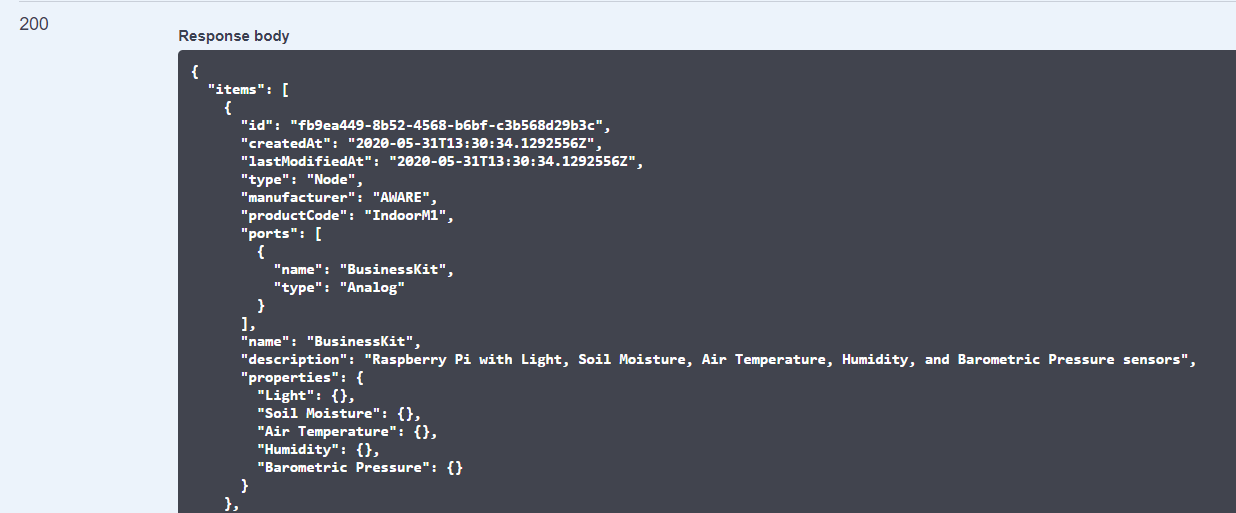 200
Response body
{
"items": [
{
"id": "fb9ea449-8b52-4568-b6bf-c3b568d29b3c",
"createdAt": "2020-05-31T13:30:34.1292556Z",
"lastModifiedAt": "2020-05-31T13:30:34.1292556Z",
"type": "Node",
"manufacturer": "AWARE",
"productCode": "IndoorM1",
"ports": [
{
"name": "BusinessKit",
"type": "Analog"
}
],
"name": "BusinessKit",
"description": "Raspberry Pi with Light, Soil Moisture, Air Temperature, Humidity, and Barometric Pressure sensors",
"properties": {
"Light": {},
"Soil Moisture": {},
"Air Temperature": {},
"Humidity": {},
"Barometric Pressure": {}
}
},